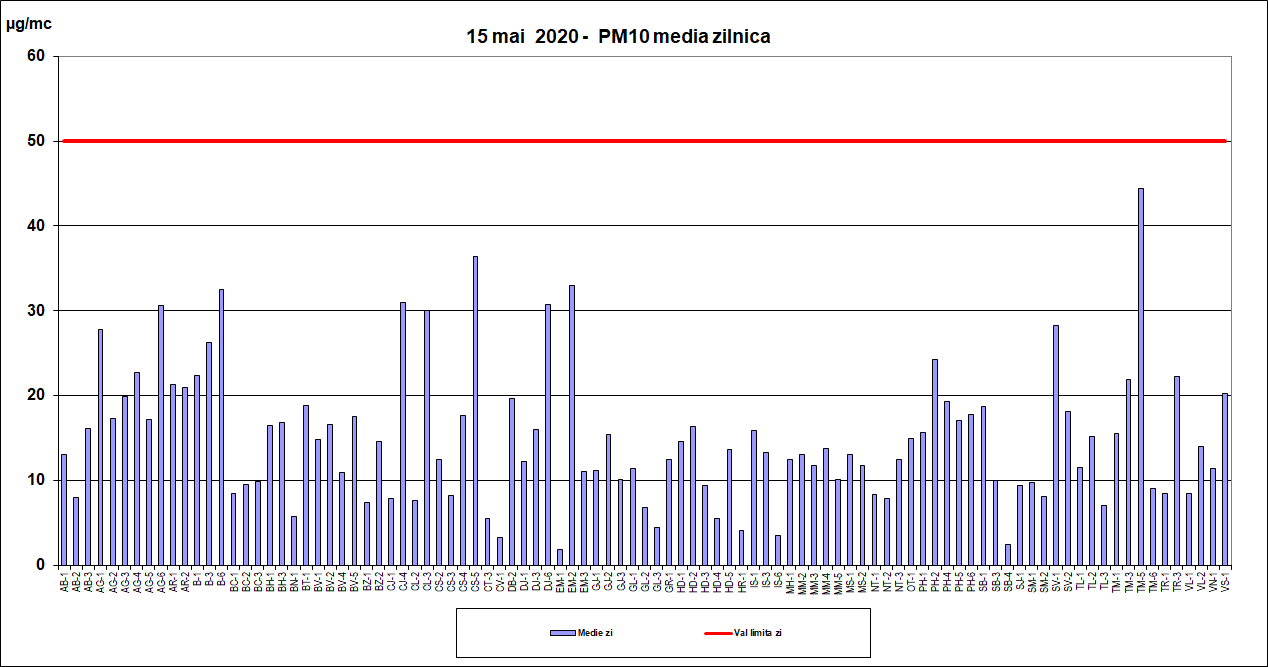 µg/mc
15 mai 2020 - PM10 media zilnica
60
50
40
30
20
10
0
AB-1 AB-2 AB-3 AG-1 AG-2 AG-3 AG-4 AG-5 AG-6 AR-1 AR-2 B-1 B-3 B-6 BC-1 BC-2 BC-3 BH-1 BH-3 BN-1 BT-1 BV-1 BV-2 BV-4 BV-5 BZ-1 BZ-2 CJ-1 CJ-4 CL-2 CL-3 CS-2 CS-3 CS-4 CS-5 CT-3 CV-1 DB-2 DJ-1 DJ-3 DJ-6 EM-1 EM-2 EM-3 GJ-1 GJ-2 GJ-3 GL-1 GL-2 GL-3 GR-1 HD-1 HD-2 HD-3 HD-4 HD-5 HR-1 IS-1 IS-3 IS-6 MH-1 MM-2 MM-3 MM-4 MM-5 MS-1 MS-2 NT-1 NT-2 NT-3 OT-1 PH-1 PH-2 PH-4 PH-5 PH-6 SB-1 SB-3 SB-4 SJ-1 SM-1 SM-2 SV-1 SV-2 TL-1 TL-2 TL-3 TM-1 TM-3 TM-5 TM-6 TR-1 TR-3 VL-1 VL-2 VN-1 VS-1
Medie zi Val limita zi